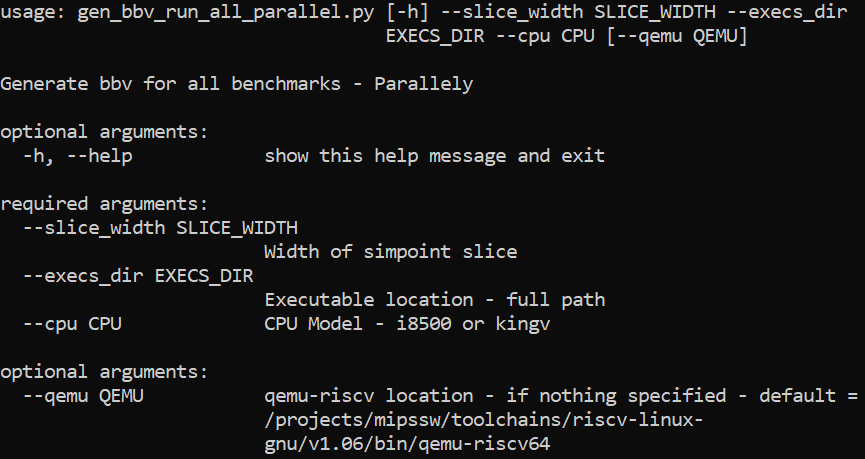 usage: gen_bbv_run_all_parallel.py [-h] --slice_width SLICE_WIDTH --execs_dir
EXECS_DIR --cpu CPU [--qemu QEMU]
Generate bbv for all benchmarks - Parallely
optional arguments:
-h, --help show this help message and exit
required arguments:
--slice_width SLICE_WIDTH
Width of simpoint slice
--execs_dir EXECS_DIR
Executable location - full path
--cpu CPU CPU Model - i8500 or kingv
optional arguments:
--qemu QEMU qemu-riscv location - if nothing specified - default =
/projects/mipssw/toolchains/riscv-linux-
gnu/v1.06/bin/qemu-riscv64